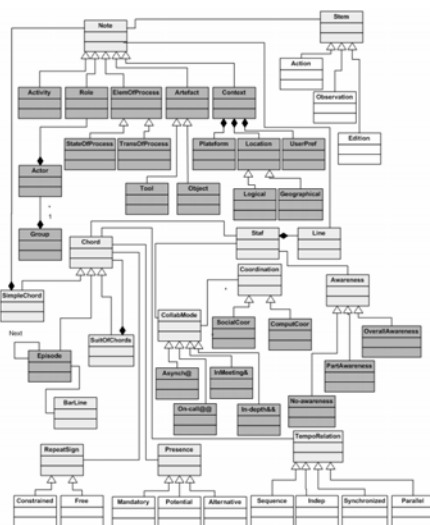 Note
Stem
Action
Observation
Edition
Activity
Role
ElemOfProcess
Artefact
Context
StateOfProcess
TransOfProcess
Plateform
Location
UserPref
Actor
Tool
Object
Logical
Geographical
*
1
Group
Chord
Staf
Line
SimpleChord
Coordination
Awareness
*
CollabMode
SocialCoor
ComputCoor
OverallAwareness
Next
Episode
SuitOfChords
Asynch@
InMeeting&
PartAwareness
BarLine
On-call@@
In-depth&&
No-awareness
RepeatSign
Presence
TempoRelation
Constrained
Free
Mandatory
Potential
Alternative
Sequence
Indep
Synchronized
Parallel